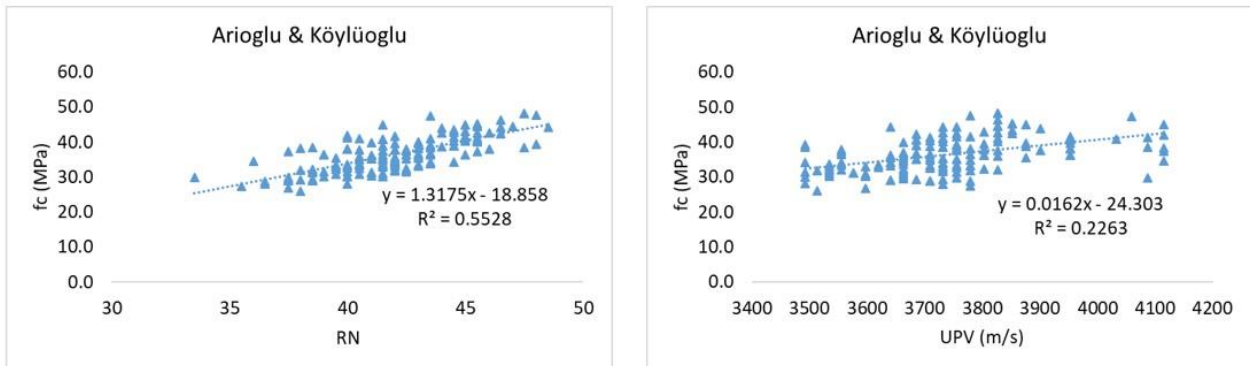 Arioglu & Köylüoglu
60.0
50.0
40.0
30.0
20.0
10.0
0.0
fc (MPa)
y = 1.3175x - 18.858
R² = 0.5528
30 35 40 45 50
RN
Arioglu & Köylüoglu
60.0
50.0
40.0
30.0
20.0
10.0
0.0
fc (MPa)
y = 0.0162x - 24.303
R² = 0.2263
3400 3500 3600 3700 3800 3900 4000 4100 4200
UPV (m/s)